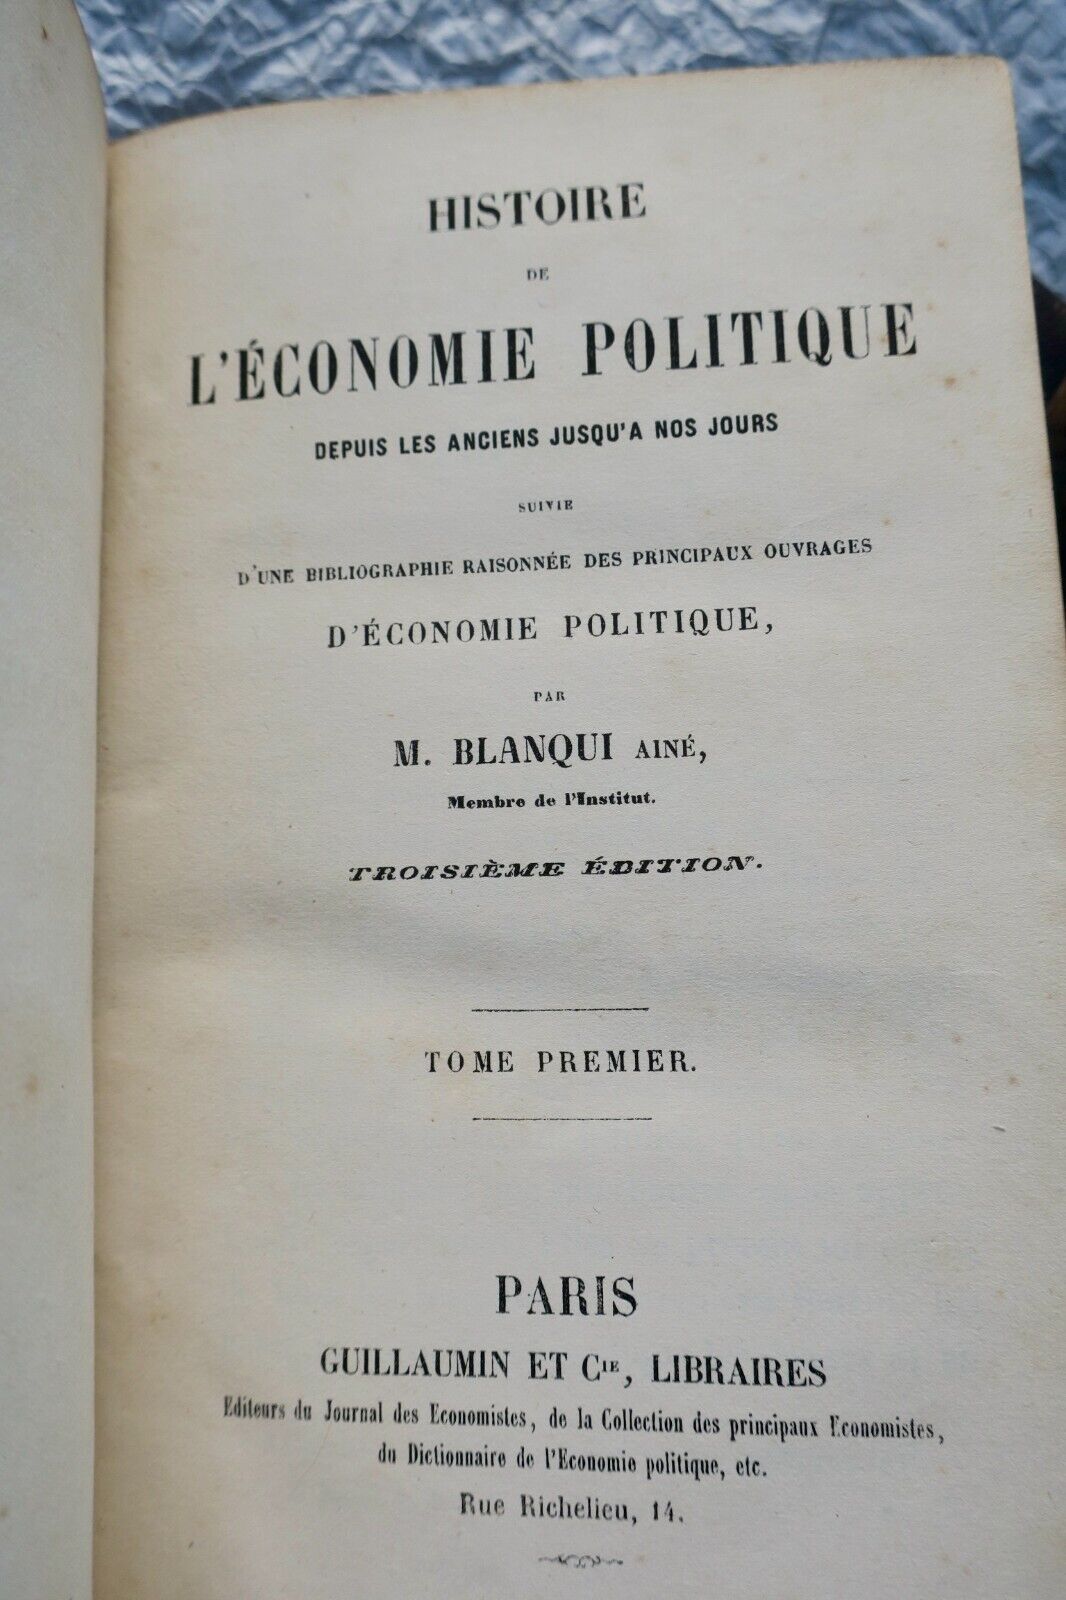 HISTOIRE
DE
L'ÉCONOMIE POLITIQUE
DEPUIS LES ANCIENS JUSQU'A NOS JOURS
SUIVIE
D'UNE BIBLIOGRAPHIE RAISONNÉE DES PRINCIPAUX OUVRAGES
D'ÉCONOMIE POLITIQUE,
PAR
M. BLANQUI AINÉ,
Membre de l'Institut.
TROISIÈME ÉDITION.
TOME PREMIER.
PARIS
GUILLAUMIN ET CIE, LIBRAIRES
Editeurs du Journal des Economistes, de la Collection des principaux Economistes,
du Dictionnaire de l'Economie politique, etc.
Rue Richelieu, 14.